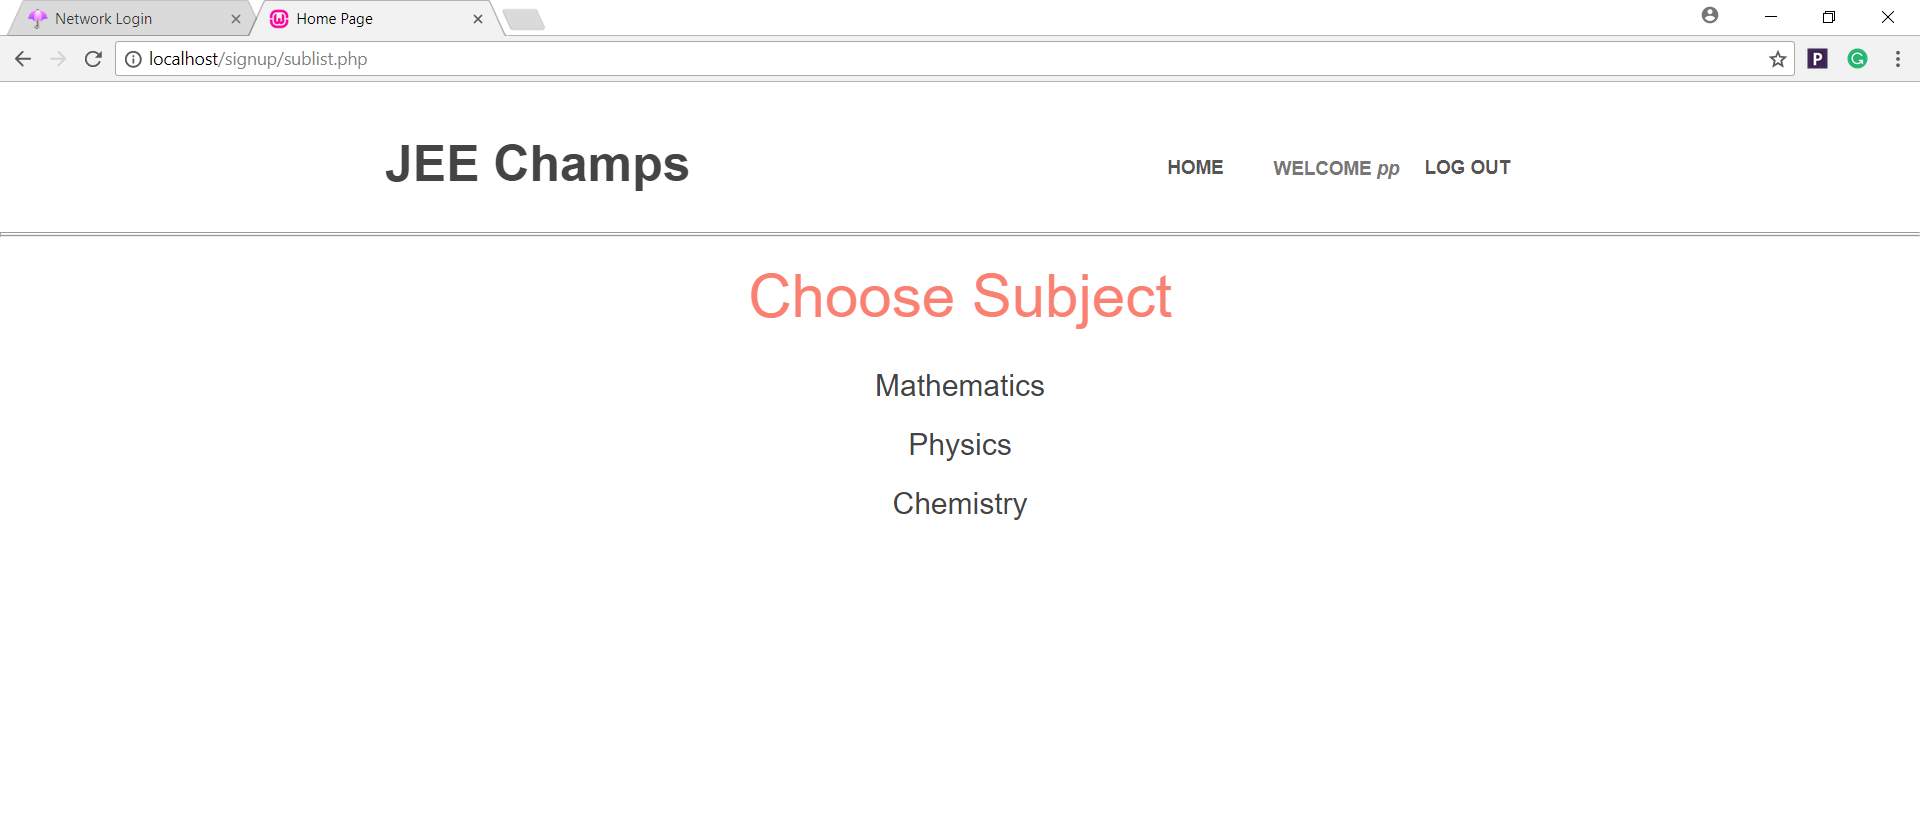 Network Login
Home Page
localhost/signup/sublist.php
P
G
JEE Champs
HOME WELCOME pp LOG OUT
Choose Subject
Mathematics
Physics
Chemistry